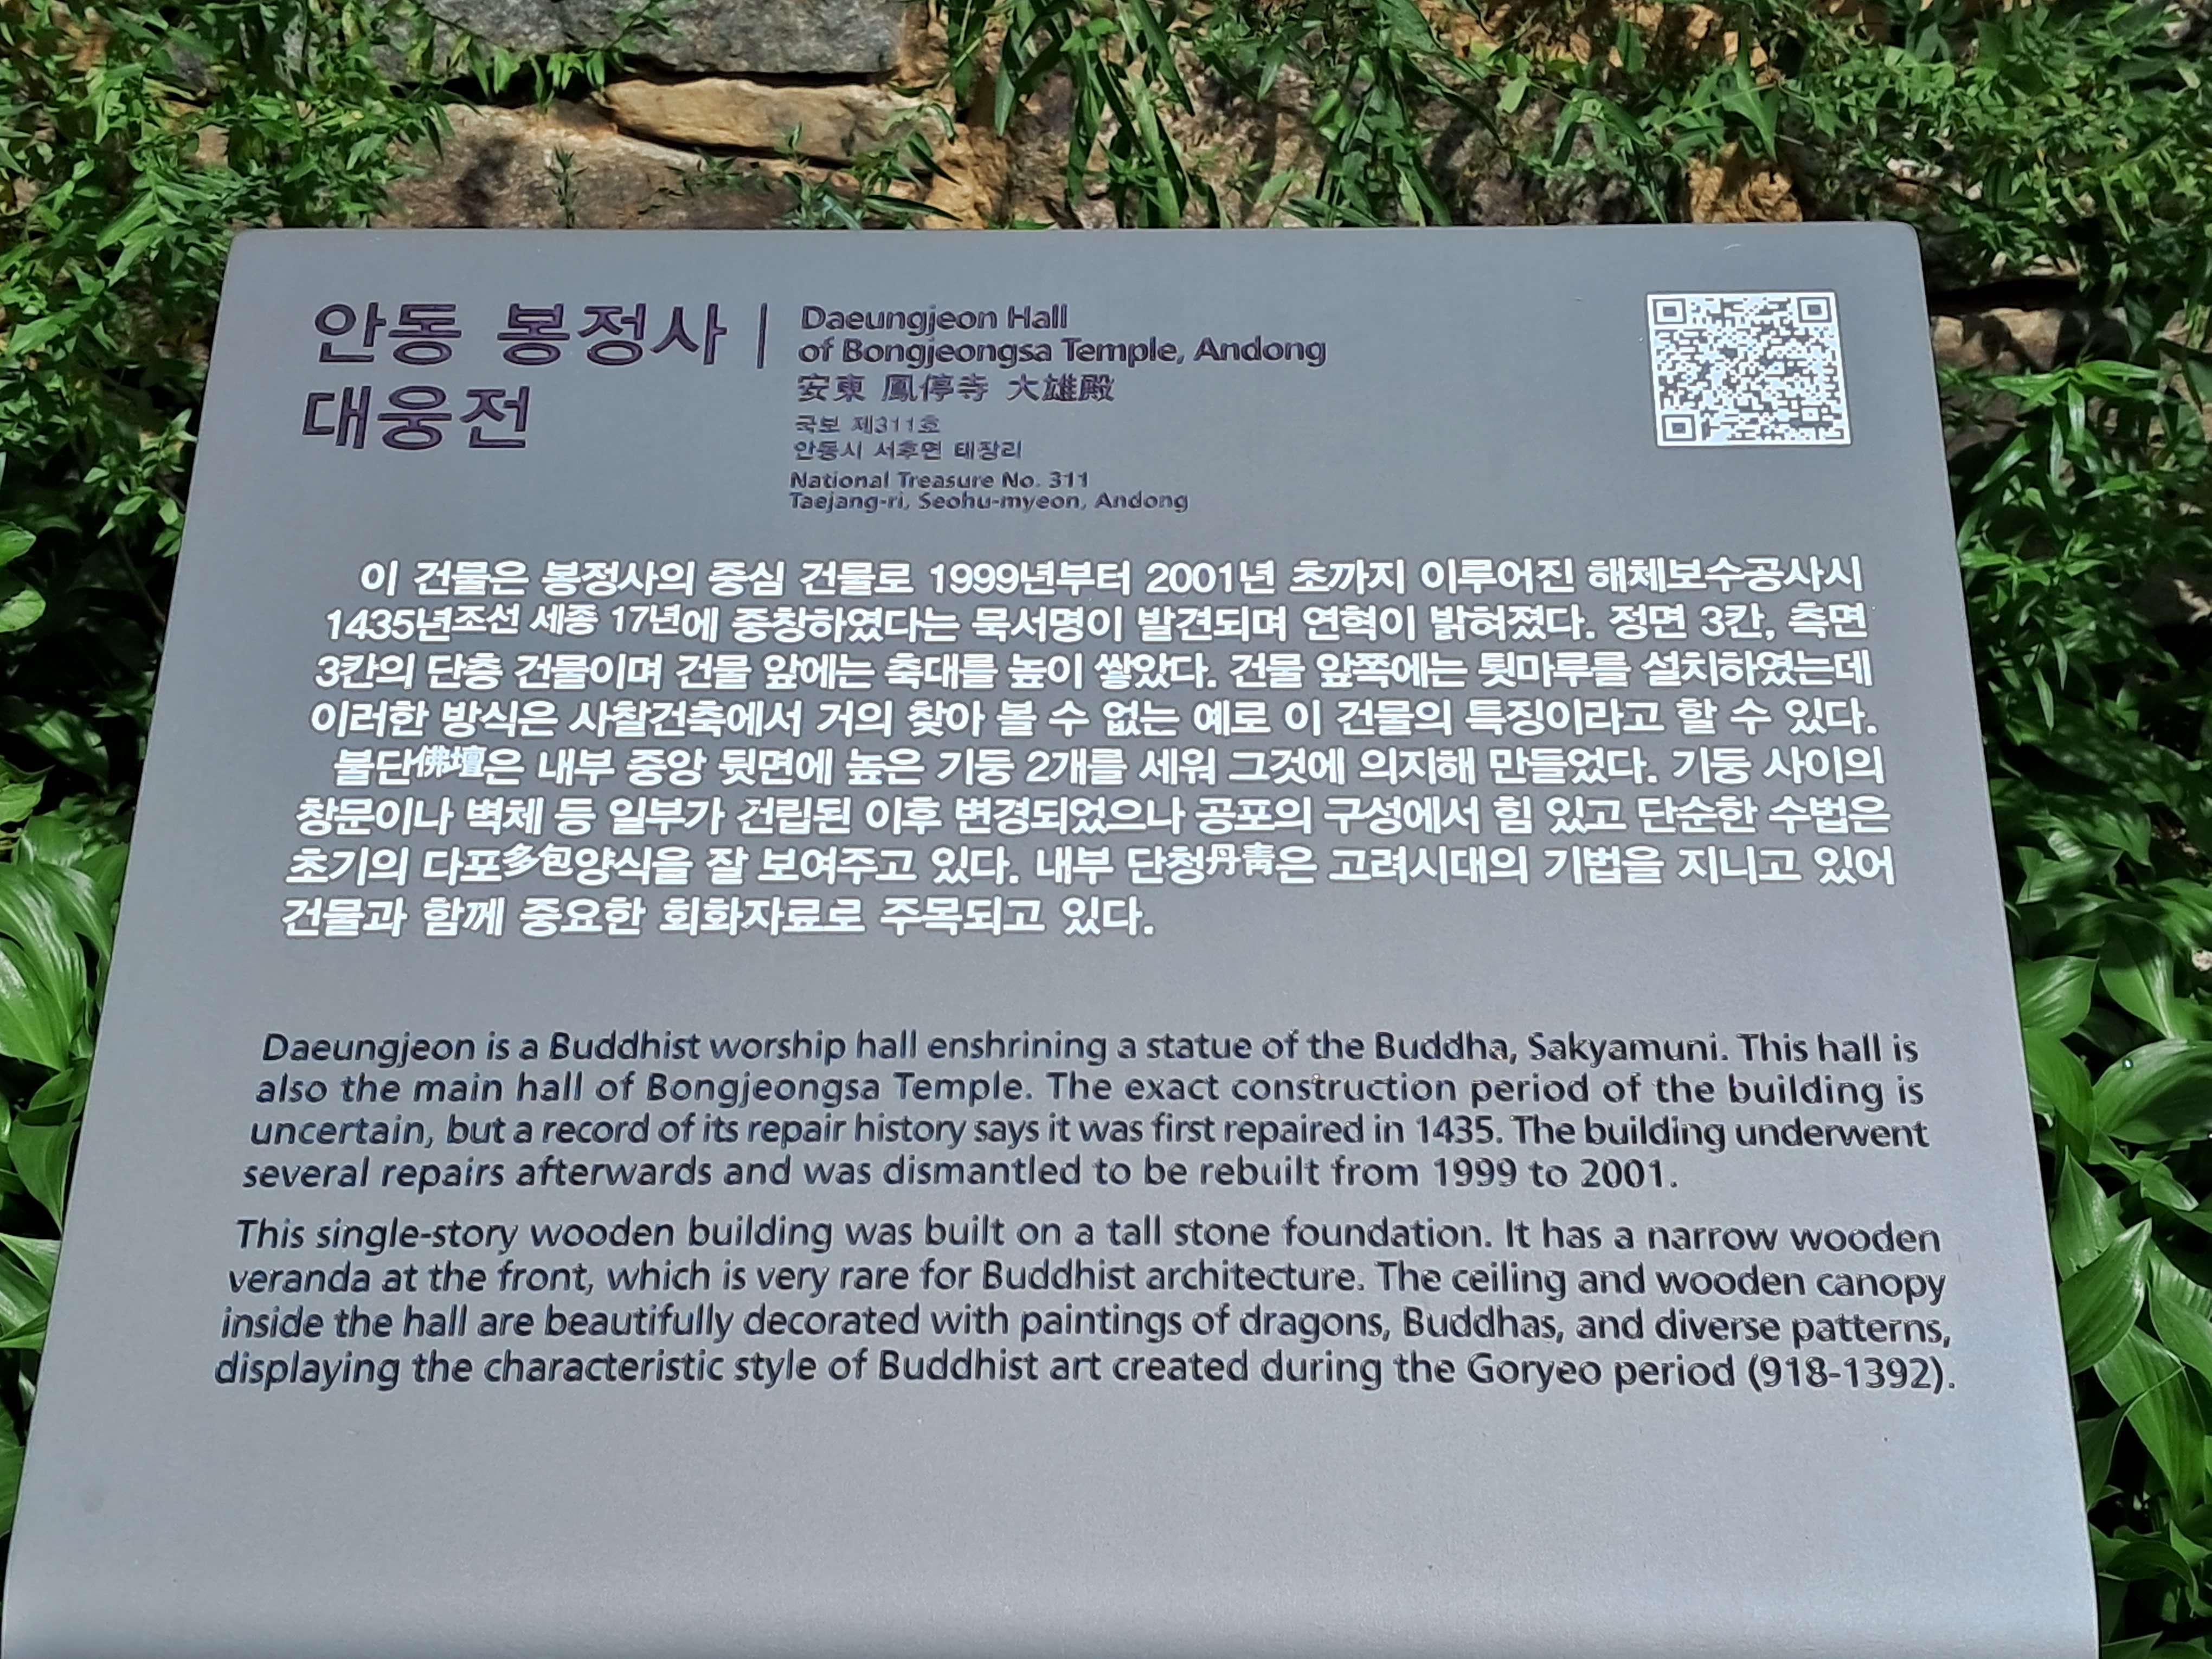 안동 봉정사
대웅전
Daeungjeon Hall
of Bongjeongsa Temple, Andong
安東 鳳停寺 大雄殿
국보 제311호
안동시 서후면 태장리
National Treasure No. 311
Taejang-ri, Seohu-myeon, Andong
이 건물은 봉정사의 중심 건물로 1999년부터 2001년 초까지 이루어진 해체보수공사시
1435년조선 세종 17년에 중창하였다는 묵서명이 발견되며 연혁이 밝혀졌다. 정면 3칸, 측면
3칸의 단층 건물이며 건물 앞에는 축대를 높이 쌓았다. 건물 앞쪽에는 툇마루를 설치하였는데
이러한 방식은 사찰건축에서 거의 찾아 볼 수 없는 예로 이 건물의 특징이라고 할 수 있다.
불단佛壇은 내부 중앙 뒷면에 높은 기둥 2개를 세워 그것에 의지해 만들었다. 기둥 사이의
창문이나 벽체 등 일부가 건립된 이후 변경되었으나 공포의 구성에서 힘 있고 단순한 수법은
초기의 다포多包양식을 잘 보여주고 있다. 내부 단청丹靑은 고려시대의 기법을 지니고 있어
건물과 함께 중요한 회화자료로 주목되고 있다.
Daeungjeon is a Buddhist worship hall enshrining a statue of the Buddha, Sakyamuni. This hall is
also the main hall of Bongjeongsa Temple. The exact construction period of the building is
uncertain, but a record of its repair history says it was first repaired in 1435. The building underwent
several repairs afterwards and was dismantled to be rebuilt from 1999 to 2001.
This single-story wooden building was built on a tall stone foundation. It has a narrow wooden
veranda at the front, which is very rare for Buddhist architecture. The ceiling and wooden canopy
inside the hall are beautifully decorated with paintings of dragons, Buddhas, and diverse patterns,
displaying the characteristic style of Buddhist art created during the Goryeo period (918-1392).